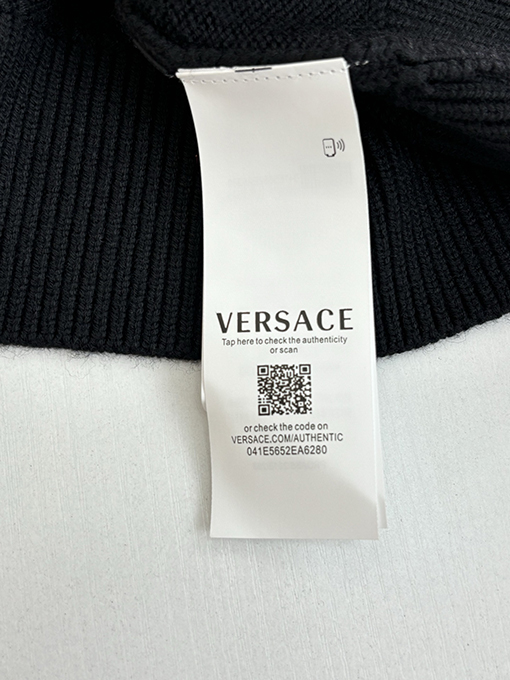 VERSACE
Tap here to check the authenticity
or scan
or check the code on
VERSACE.COM/AUTHENTIC
041E5652EA6280